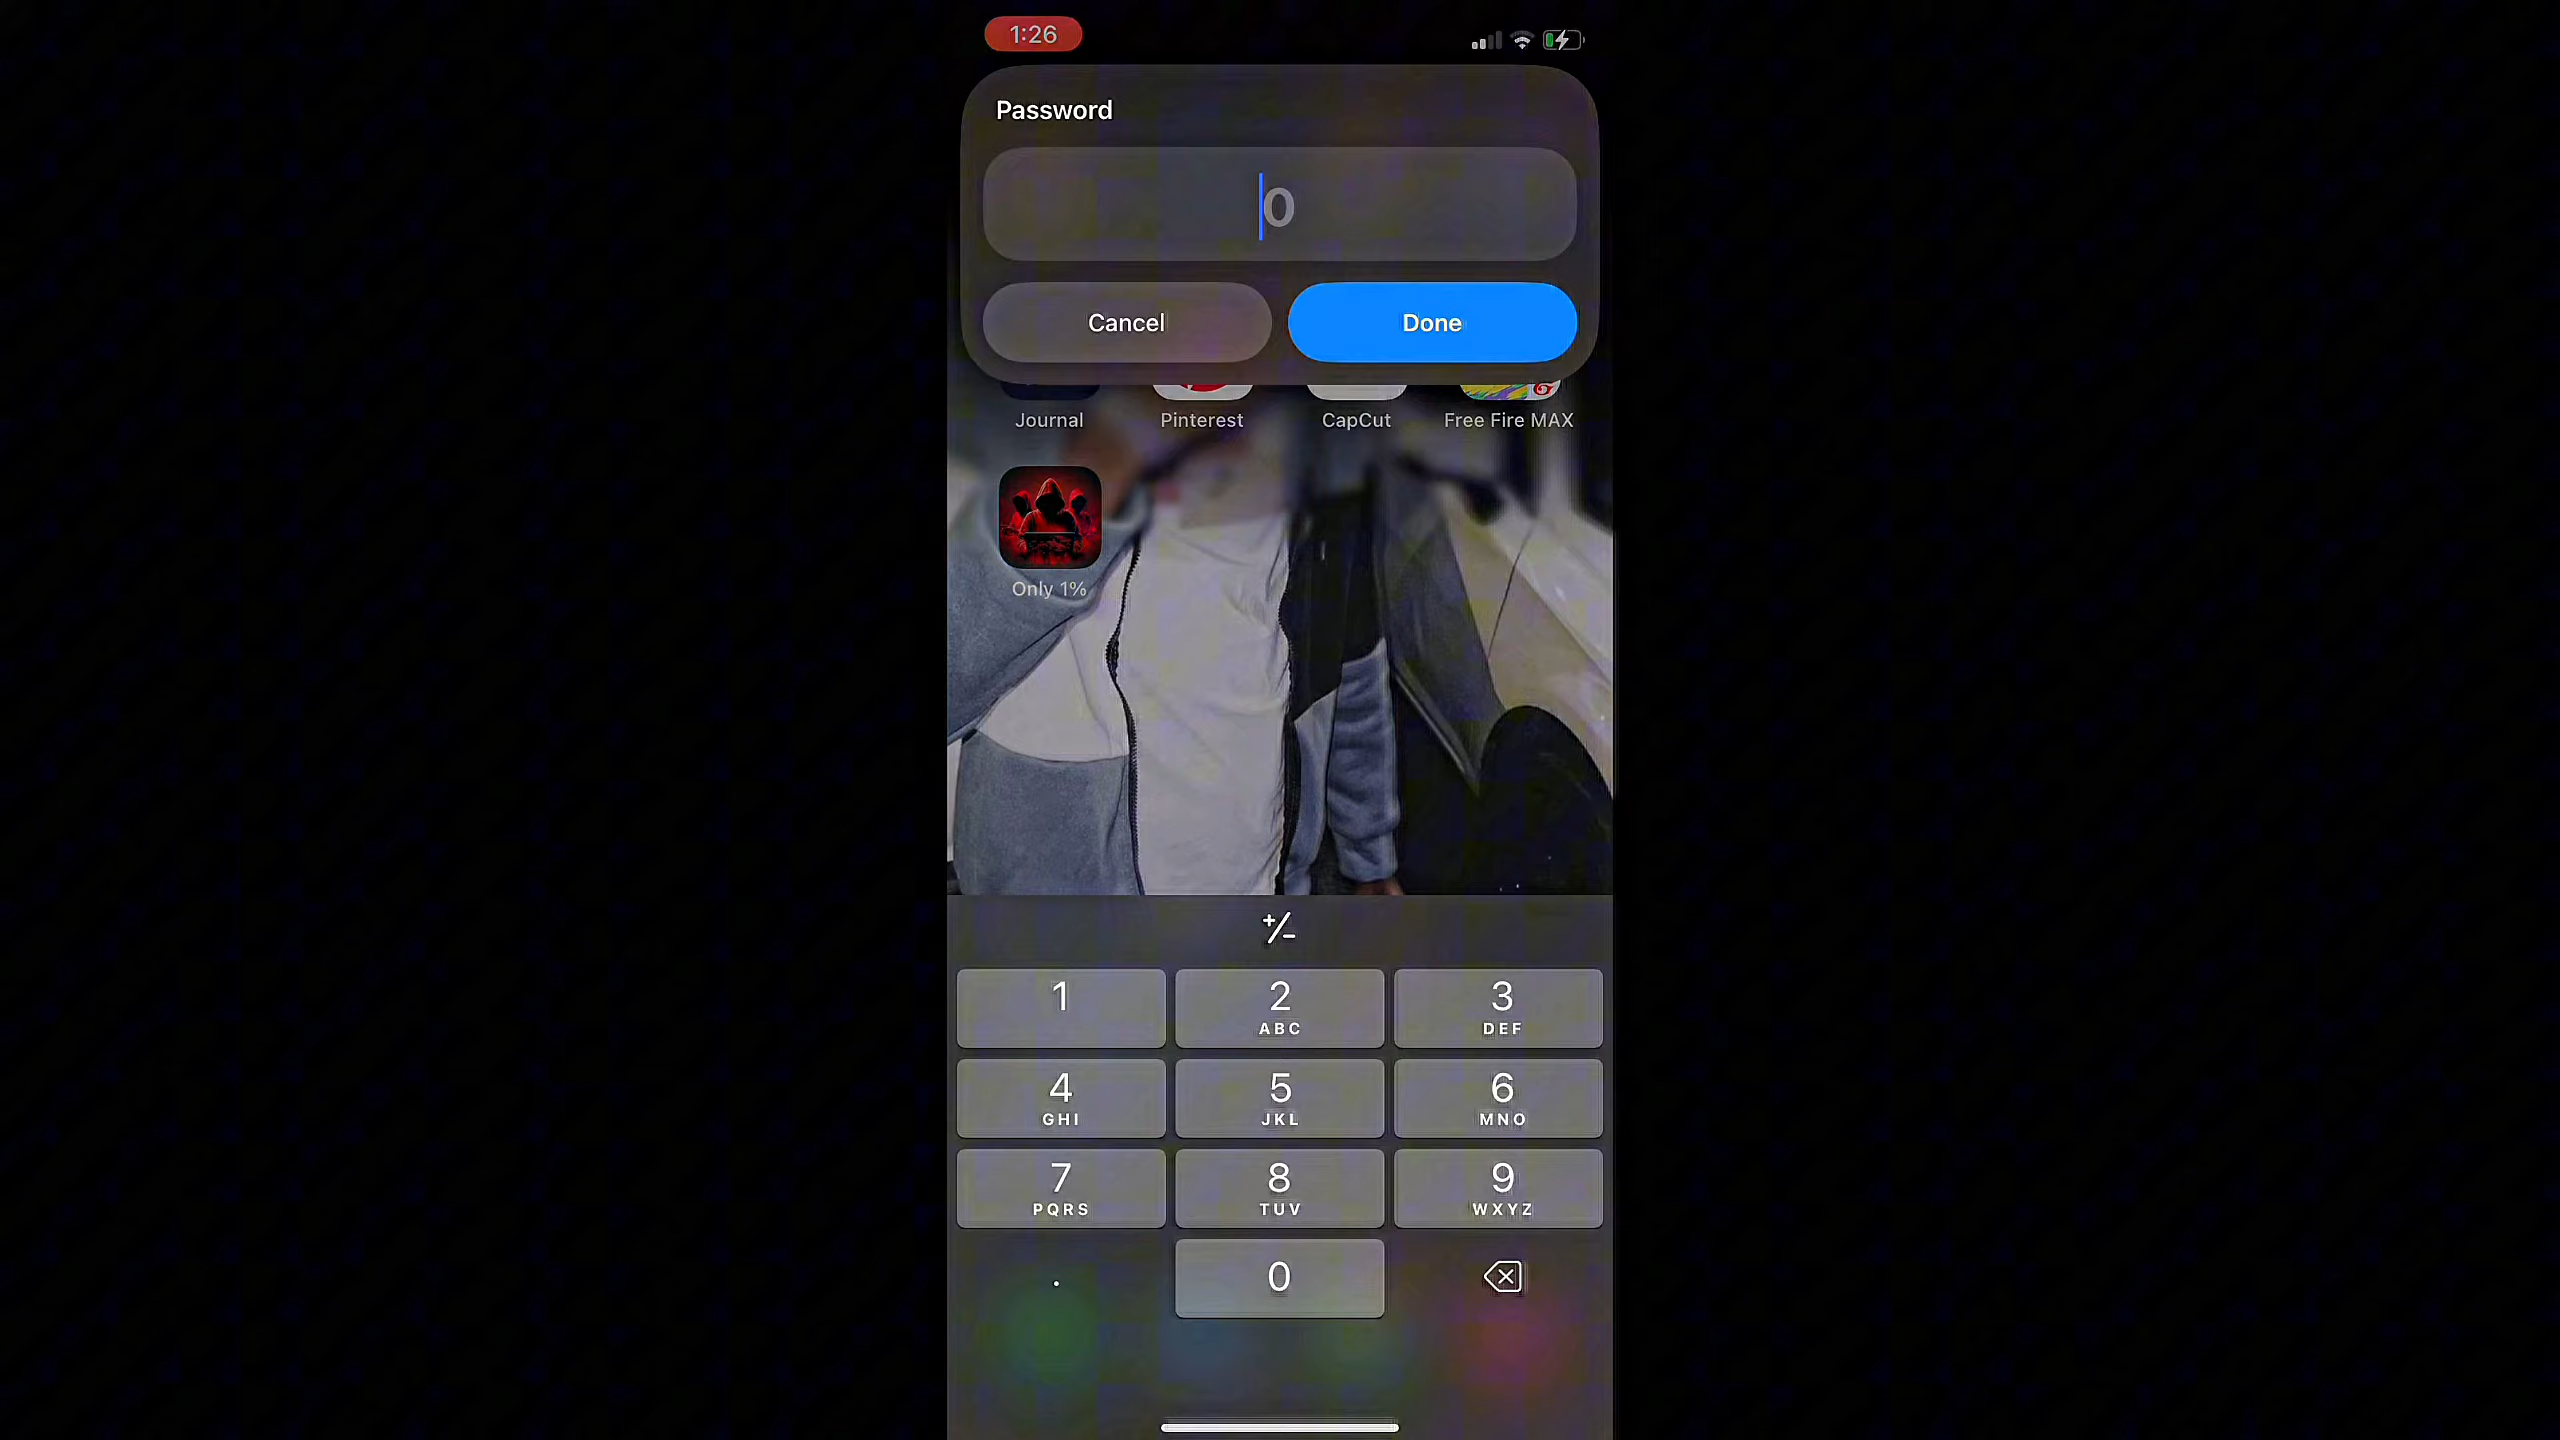 1:26
Password
0
Cancel
Done
Journal
Pinterest
CapCut
Free Fire MAX
Only 1%
+/-
1
2
3
ABC
DEF
4
5
6
GHI
JKL
MNO
7
8
9
PQRS
TUV
WXYZ
.
0